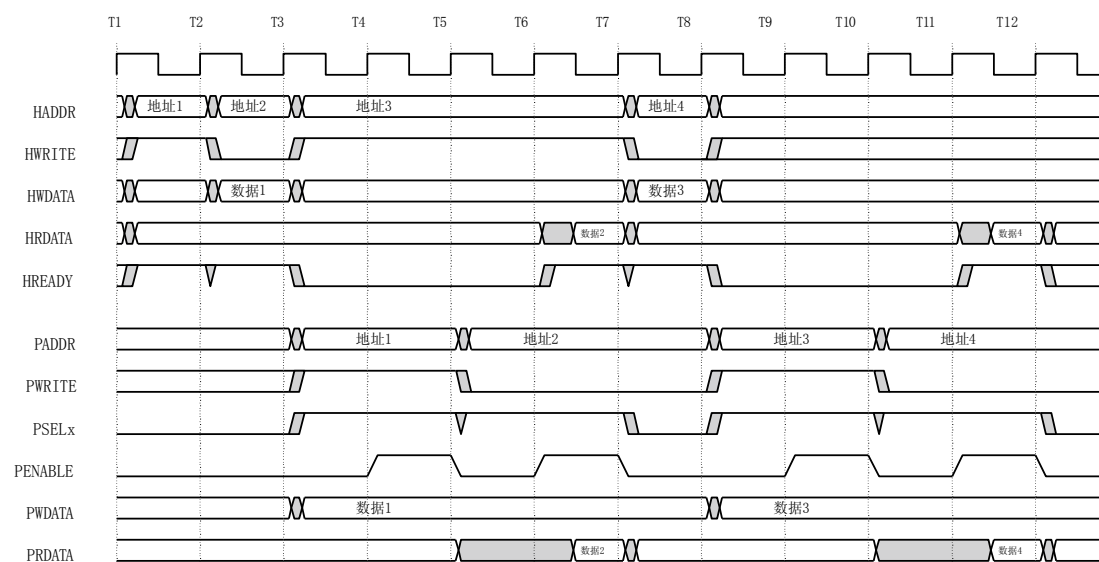 T1 T2 T3 T4 T5 T6 T7 T8 T9 T10 T11 T12
HADDR 地址1 地址2 地址3 地址4
HWRITE
HWDATA 数据1 数据3
HRDATA 数据2 数据4
HREADY
PADDR 地址1 地址2 地址3 地址4
PWRITE
PSELx
PENABLE
PWDATA 数据1 数据3
PRDATA 数据2 数据4